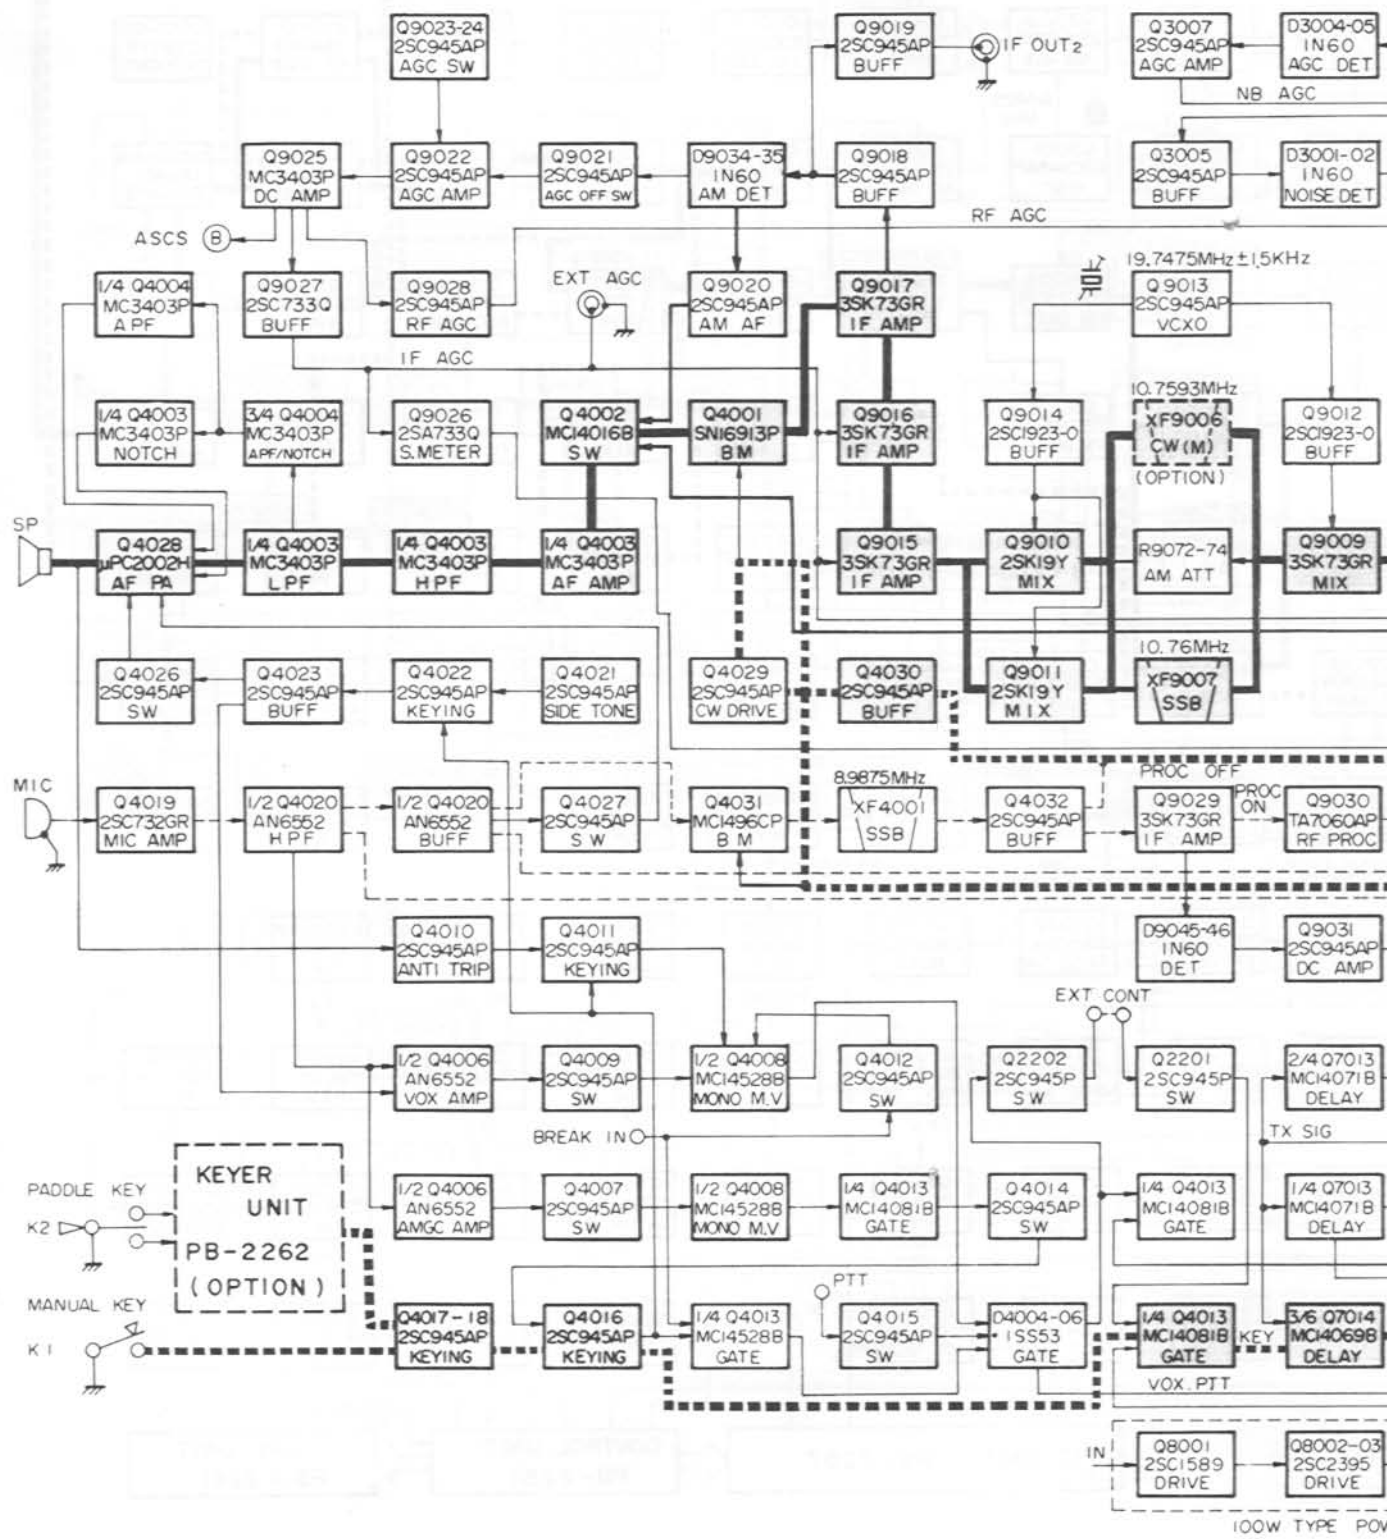 Q9023-24
2SC945AP
AGC SW
Q9019
2SC945AP
BUFF
IF OUT2
Q3007
2SC945AP
AGC AMP
D3004-05
1N60
AGC DET
NB AGC
Q9025
MC3403P
DC AMP
Q9022
2SC945AP
AGC AMP
Q9021
2SC945AP
AGC OFF SW
D9034-35
1N60
AM DET
Q9018
2SC945AP
BUFF
Q3005
2SC945AP
BUFF
D3001-02
1N60
NOISE DET
RF AGC
ASCS B
1/4 Q4004
MC3403P
APF
Q9027
2SC733Q
BUFF
Q9028
2SC945AP
RF AGC
EXT AGC
Q9020
2SC945AP
AM AF
Q9017
3SK73GR
IF AMP
19.7475MHz±1.5KHz
Q9013
2SC945AP
VCXO
IF AGC
1/4 Q4003
MC3403P
NOTCH
3/4 Q4004
MC3403P
APF/NOTCH
Q9026
2SA733Q
S.METER
Q4002
MC14016B
SW
Q4001
SN16913P
BM
Q9016
3SK73GR
IF AMP
Q9014
2SC1923-O
BUFF
10.7593MHz
XF9006
CW(M)
(OPTION)
Q9012
2SC1923-O
BUFF
SP
Q4028
μPC2002H
AF PA
1/4 Q4003
MC3403P
LPF
1/4 Q4003
MC3403P
HPF
1/4 Q4003
MC3403P
AF AMP
Q9015
3SK73GR
IF AMP
Q9010
2SK19Y
MIX
R9072-74
AM ATT
Q9009
3SK73GR
MIX
Q4026
2SC945AP
SW
Q4023
2SC945AP
BUFF
Q4022
2SC945AP
KEYING
Q4021
2SC945AP
SIDE TONE
Q4029
2SC945AP
CW DRIVE
Q4030
2SC945AP
BUFF
Q9011
2SK19Y
MIX
10.76MHz
XF9007
SSB
PROC OFF
MIC
Q4019
2SC732GR
MIC AMP
1/2 Q4020
AN6552
HPF
1/2 Q4020
AN6552
BUFF
Q4027
2SC945AP
SW
Q4031
MC1496CP
BM
8.9875MHz
XF4001
SSB
Q4032
2SC945AP
BUFF
Q9029
3SK73GR
IF AMP
PROC
ON
Q9030
TA7060AP
RF PROC
Q4010
2SC945AP
ANTI TRIP
Q4011
2SC945AP
KEYING
D9045-46
1N60
DET
Q9031
2SC945AP
DC AMP
EXT CONT
1/2 Q4006
AN6552
VOX AMP
Q4009
2SC945AP
SW
1/2 Q4008
MC14528B
MONO M.V
Q4012
2SC945AP
SW
Q2202
2SC945P
SW
Q2201
2SC945P
SW
2/4 Q7013
MC14071B
DELAY
BREAK IN
TX SIG
KEYER
UNIT
PB-2262
(OPTION)
PADDLE KEY
K2
1/2 Q4006
AN6552
AMGC AMP
Q4007
2SC945AP
SW
1/2 Q4008
MC14528B
MONO M.V
1/4 Q4013
MC14081B
GATE
Q4014
2SC945AP
SW
1/4 Q4013
MC14081B
GATE
1/4 Q7013
MC14071B
DELAY
MANUAL KEY
K1
Q4017-18
2SC945AP
KEYING
Q4016
2SC945AP
KEYING
1/4 Q4013
MC14528B
GATE
PTT
Q4015
2SC945AP
SW
D4004-06
1SS53
GATE
1/4 Q4013
MC14081B
GATE
KEY
3/6 Q7014
MC14069B
DELAY
VOX.PTT
IN
Q8001
2SC1589
DRIVE
Q8002-03
2SC2395
DRIVE
100W TYPE